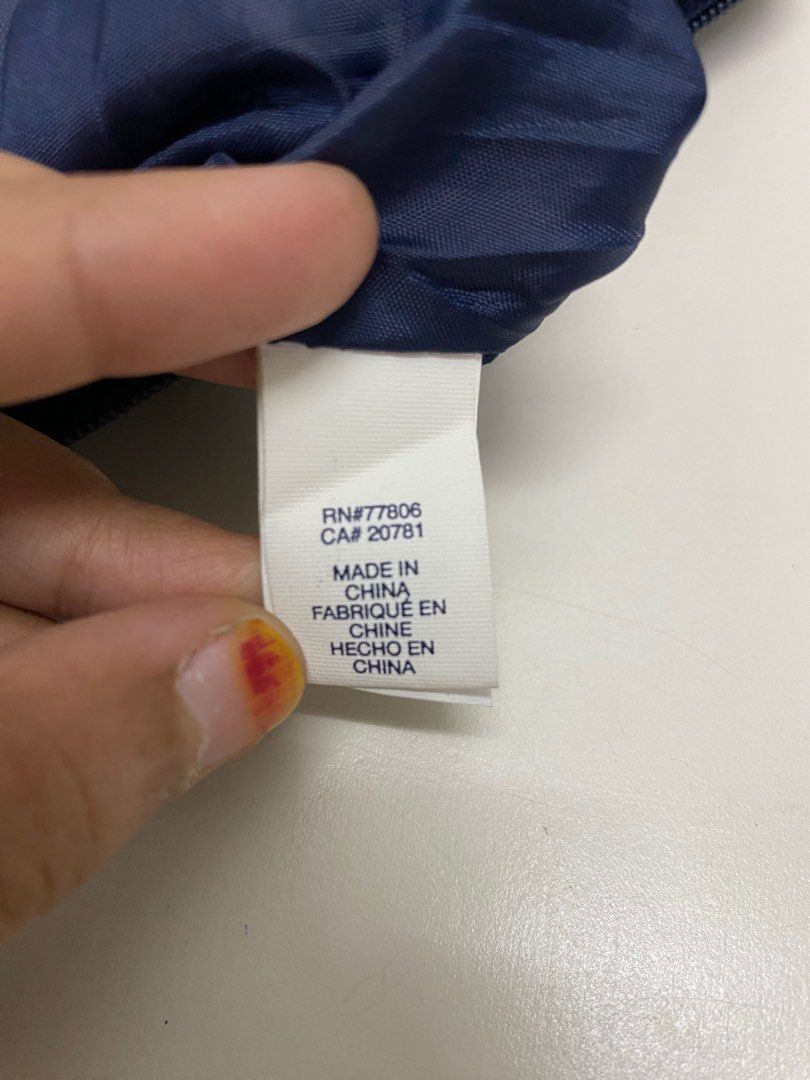 RN#77806
CA# 20781
MADE IN
CHINA
FABRIQUÉ EN
CHINE
HECHO EN
CHINA